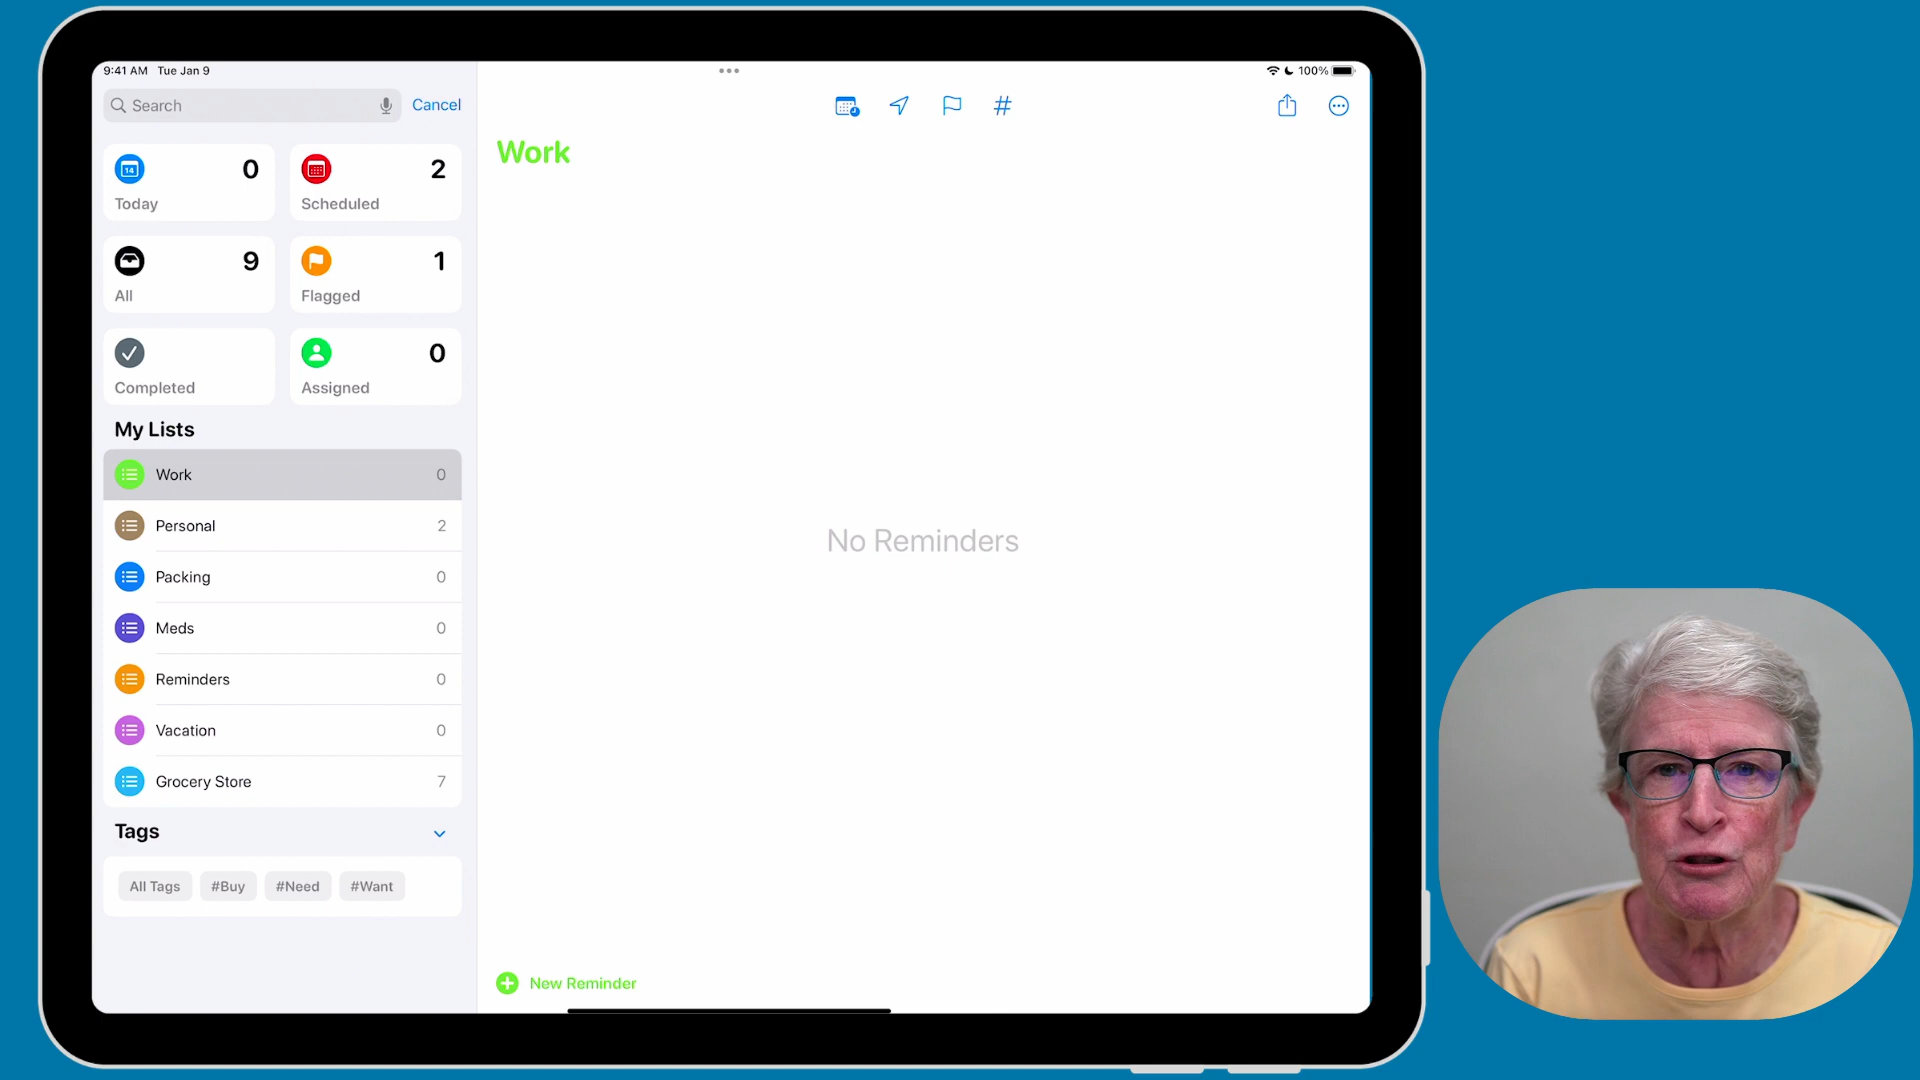 9:41 AM Tue Jan 9
100%
Search
Cancel
14
0
Today
2
Scheduled
9
All
1
Flagged
Completed
0
Assigned
My Lists
Work 0
Personal 2
Packing 0
Meds 0
Reminders 0
Vacation 0
Grocery Store 7
Tags
All Tags #Buy #Need #Want
Work
No Reminders
New Reminder